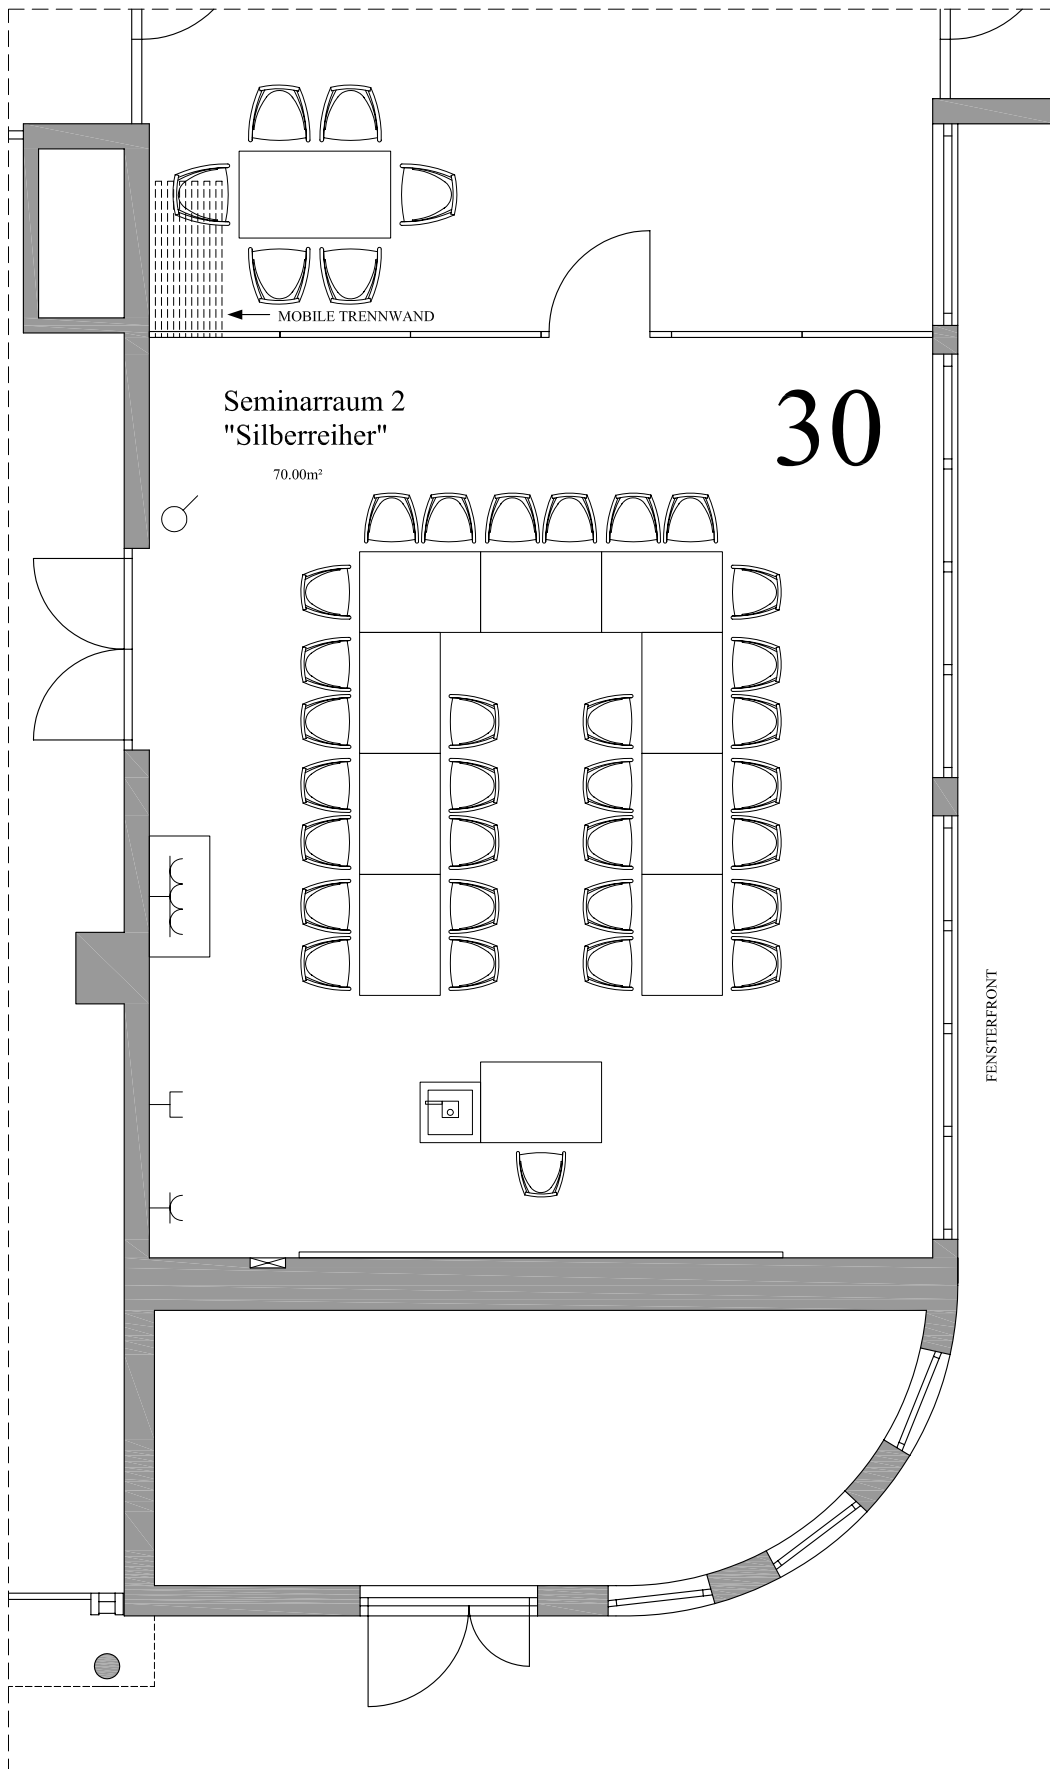 MOBILE TRENNWAND
Seminarraum 2
"Silberreiher"
70.00m²
30
FENSTERFRONT